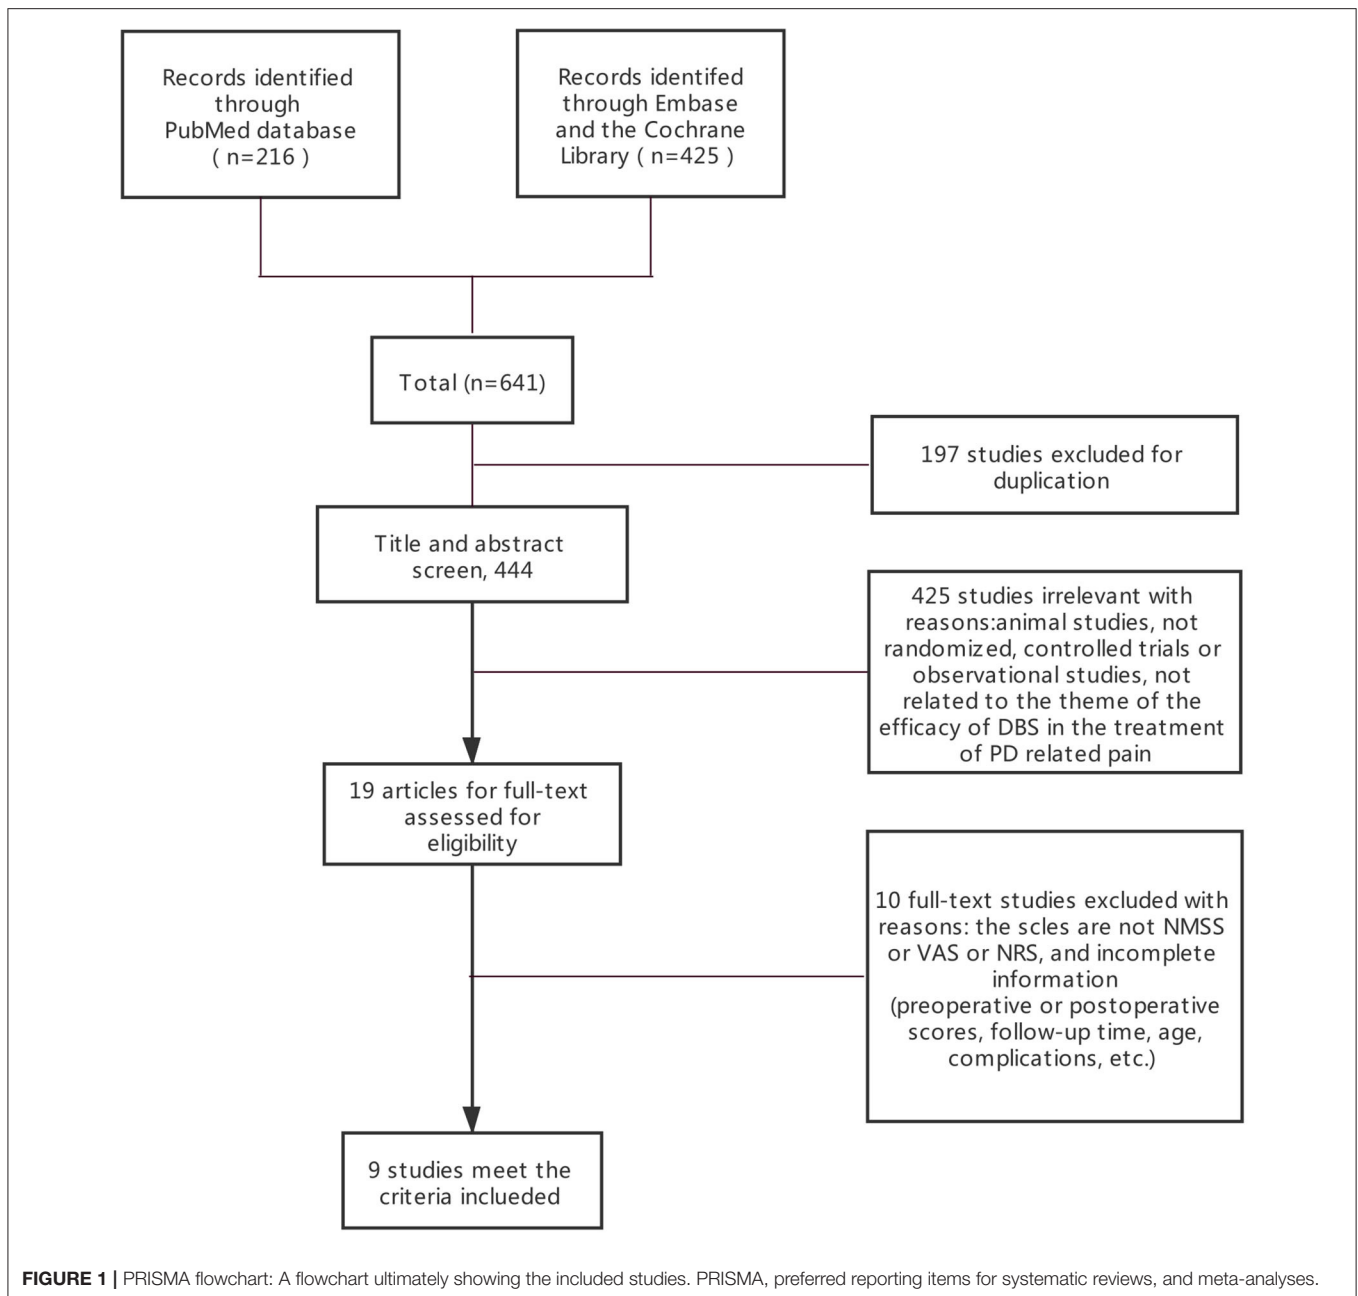 Records identified
through
PubMed database
( n=216 )
Records identifed
through Embase
and the Cochrane
Library ( n=425 )
Total (n=641)
197 studies excluded for
duplication
Title and abstract
screen, 444
425 studies irrelevant with
reasons:animal studies, not
randomized, controlled trials or
observational studies, not
related to the theme of the
efficacy of DBS in the treatment
of PD related pain
19 articles for full-text
assessed for
eligibility
10 full-text studies excluded with
reasons: the scles are not NMSS
or VAS or NRS, and incomplete
information
(preoperative or postoperative
scores, follow-up time, age,
complications, etc.)
9 studies meet the
criteria inclueded
FIGURE 1 | PRISMA flowchart: A flowchart ultimately showing the included studies. PRISMA, preferred reporting items for systematic reviews, and meta-analyses.